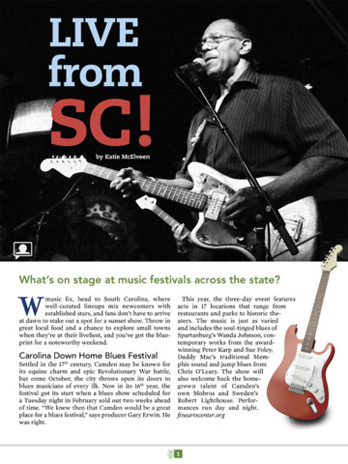 LIVE
from
SC!
by Katie McElveen
What's on stage at music festivals across the state?
W music fix, head to South Carolina, where
well-curated lineups mix newcomers with
established stars, and fans don't have to arrive
at dawn to stake out a spot for a sunset show. Throw in
great local food and a chance to explore small towns
when they're at their liveliest, and you've got the blue-
print for a noteworthy weekend.
Carolina Down Home Blues Festival
Settled in the 17th century, Camden may be known for
its equine charm and epic Revolutionary War battle,
but come October, the city throws open its doors to
blues musicians of every ilk. Now in its 16th year, the
festival got its start when a blues show scheduled for
a Tuesday night in February sold out two weeks ahead
of time. "We knew then that Camden would be a great
place for a blues festival," says producer Gary Erwin. He
was right.
This year, the three-day event features
acts in 17 locations that range from
restaurants and parks to historic the-
aters. The music is just as varied
and includes the soul-tinged blues of
Spartanburg's Wanda Johnson, con-
temporary works from the award-
winning Peter Karp and Sue Foley,
Daddy Mac's traditional Mem-
phis sound and jump blues from
Chris O'Leary. The show will
also welcome back the home-
grown talent of Camden's
own Mobros and Sweden's
Robert Lighthouse. Perfor-
mances run day and night.
fineartscenter.org
1